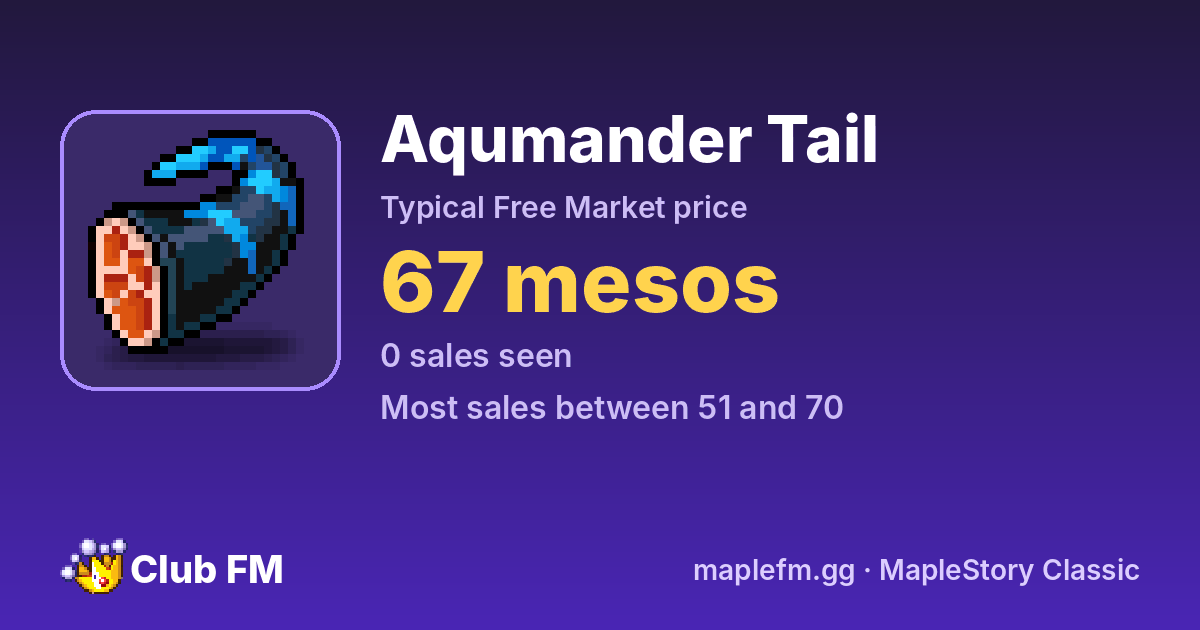 Aqumander Tail
Typical Free Market price
67 mesos
0 sales seen
Most sales between 51 and 70
Club FM
maplefm.gg · MapleStory Classic